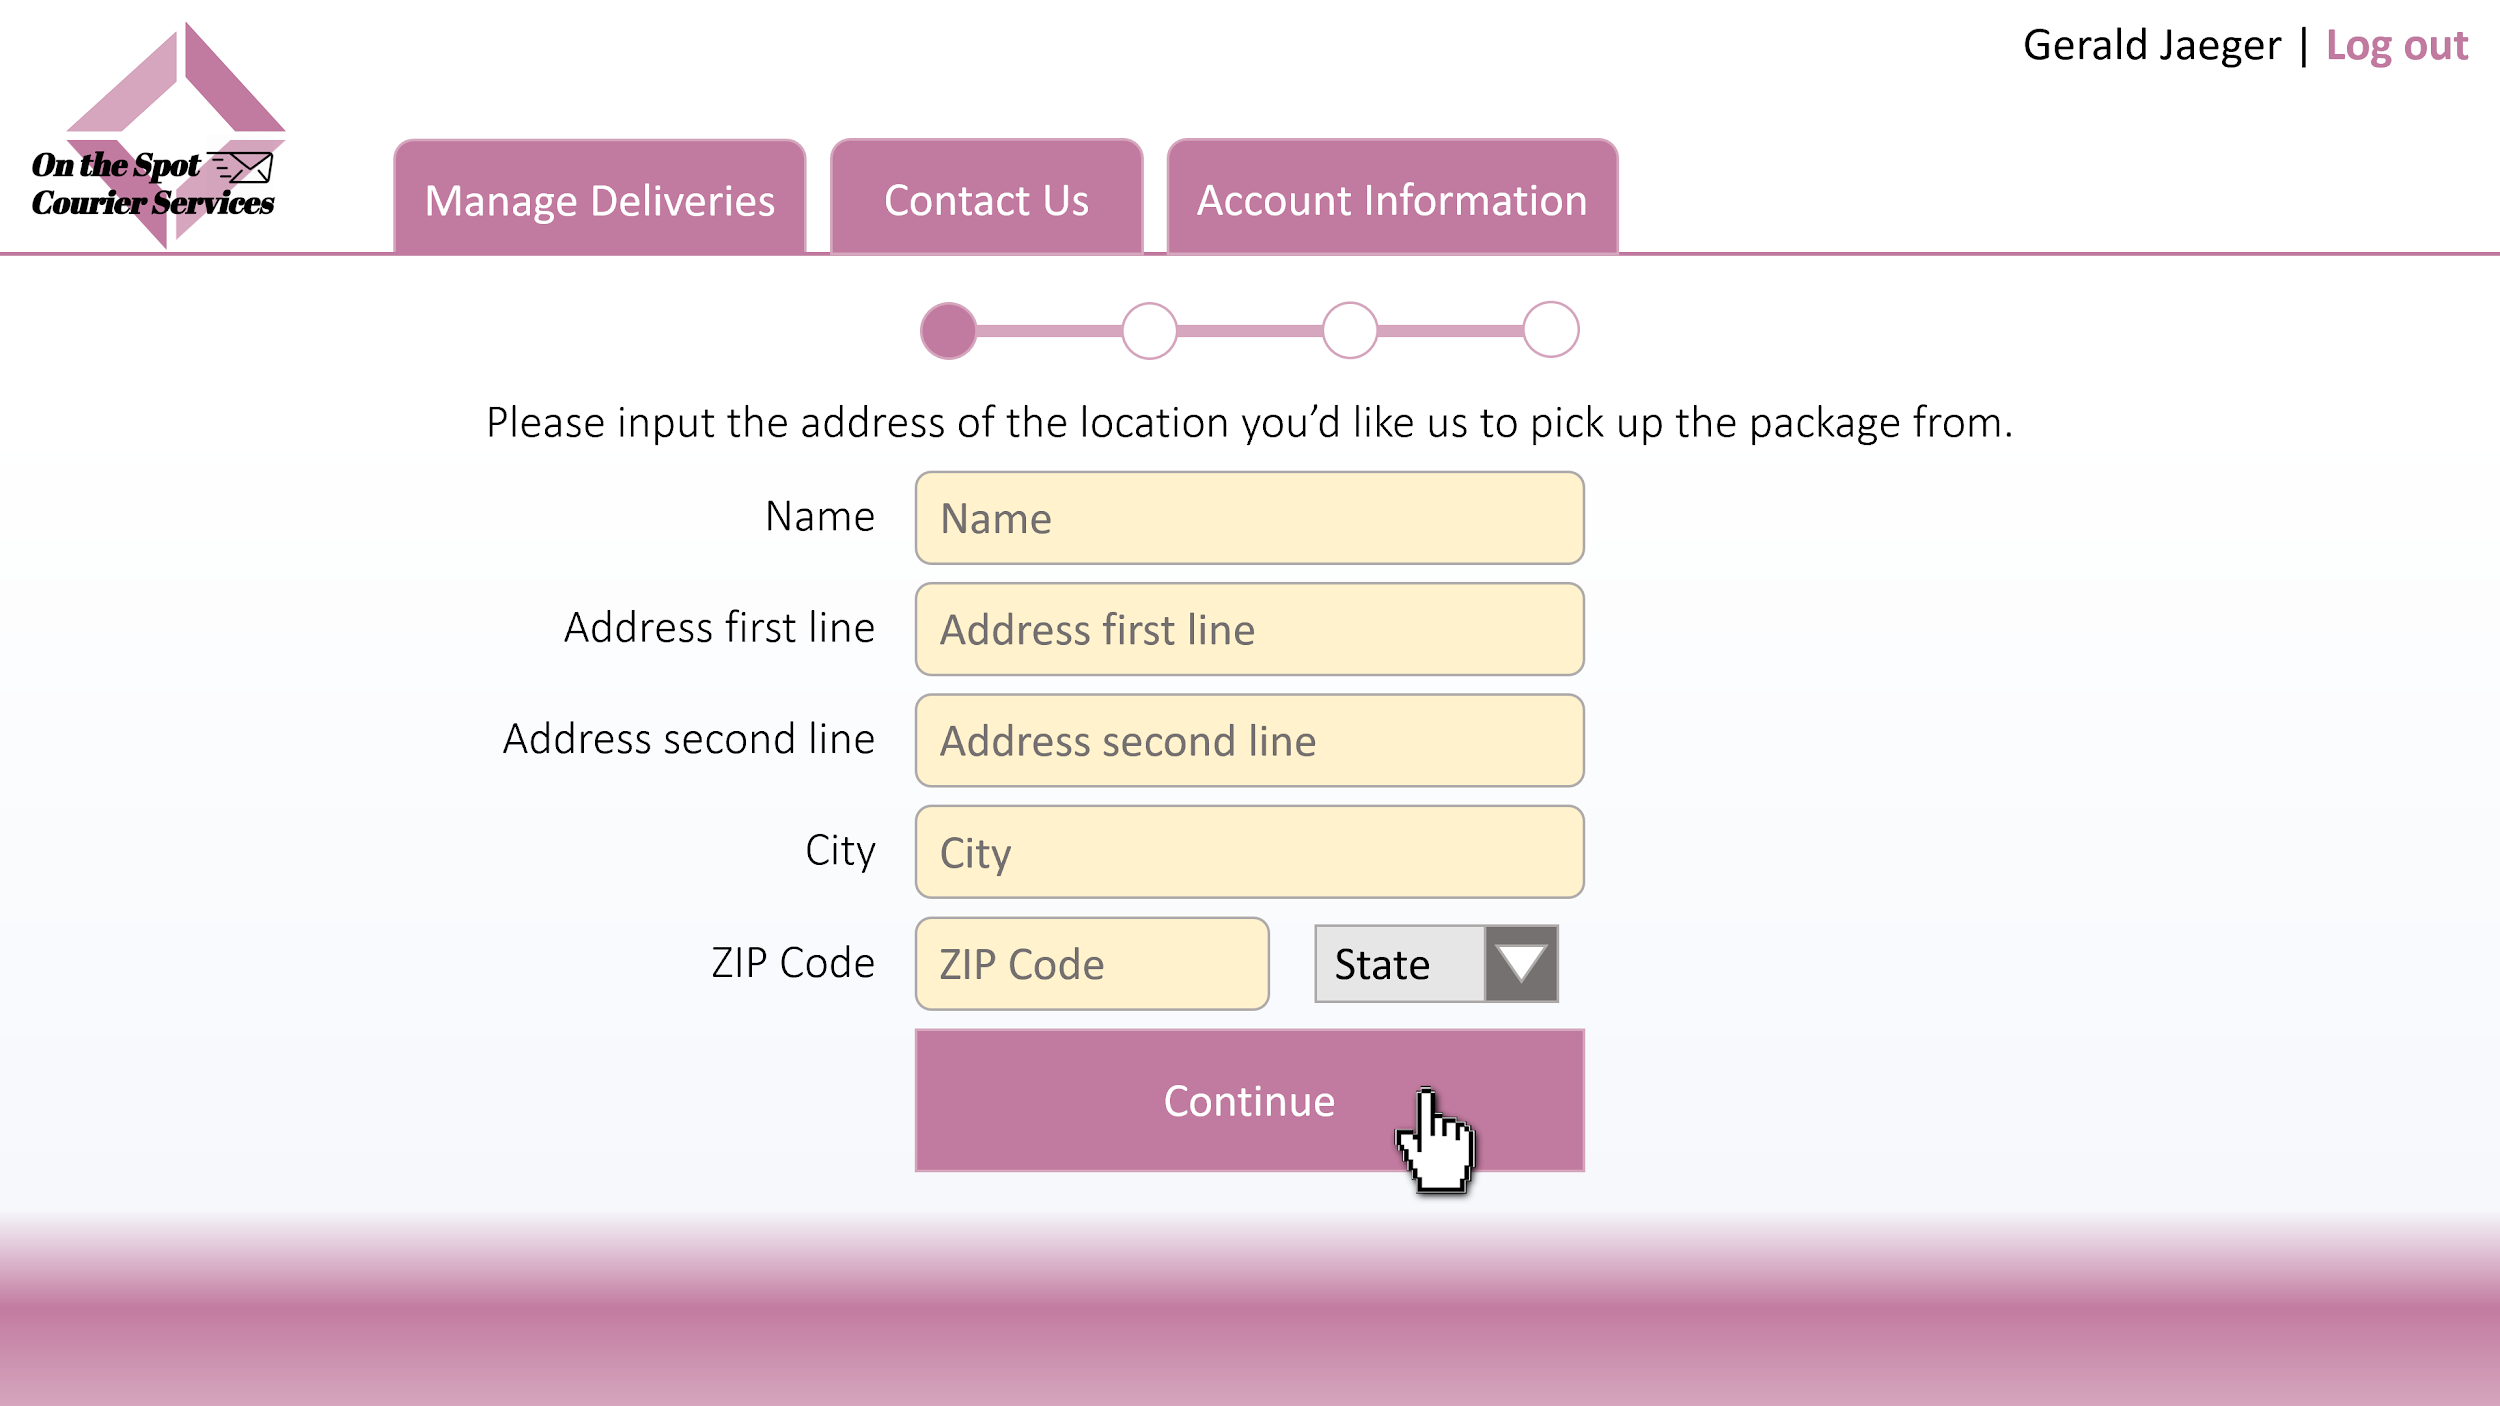 Gerald Jaeger | Log out
On the Spot
Courier Services
Manage Deliveries
Contact Us
Account Information
Please input the address of the location you’d like us to pick up the package from.
Name
Name
Address first line
Address first line
Address second line
Address second line
City
City
ZIP Code
ZIP Code
State
Continue